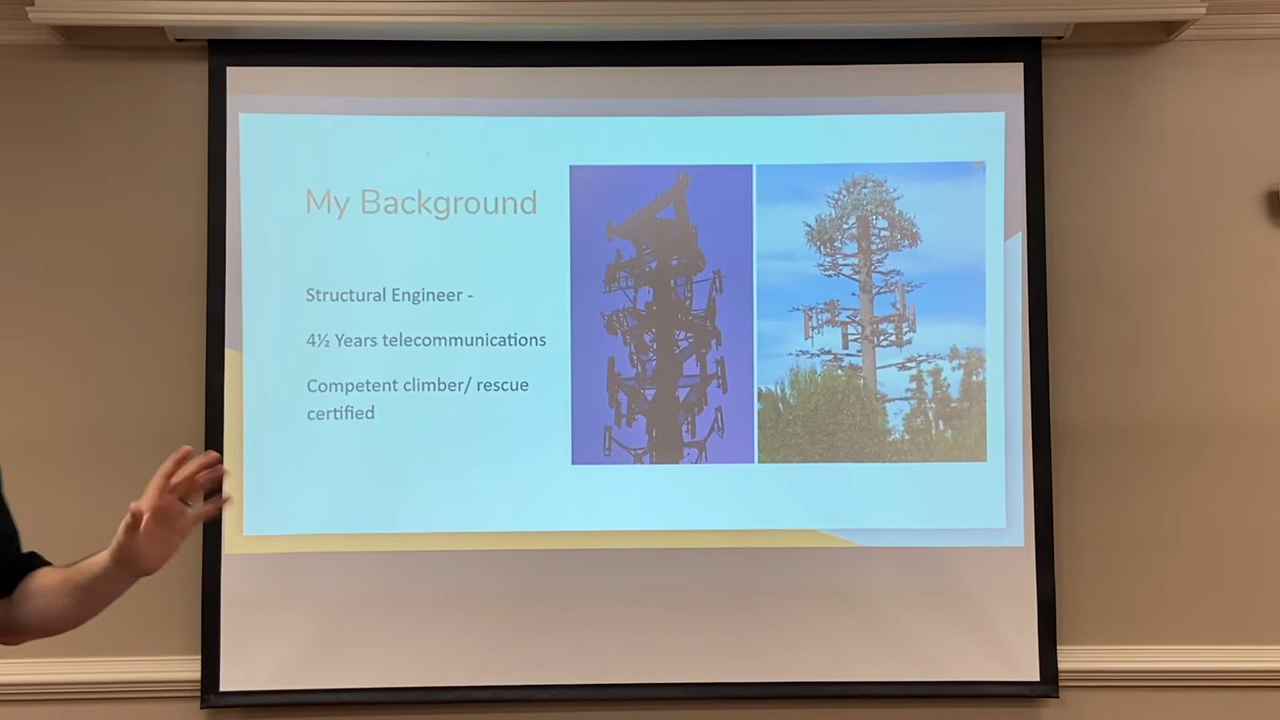 My Background
Structural Engineer -
4½ Years telecommunications
Competent climber/ rescue
certified